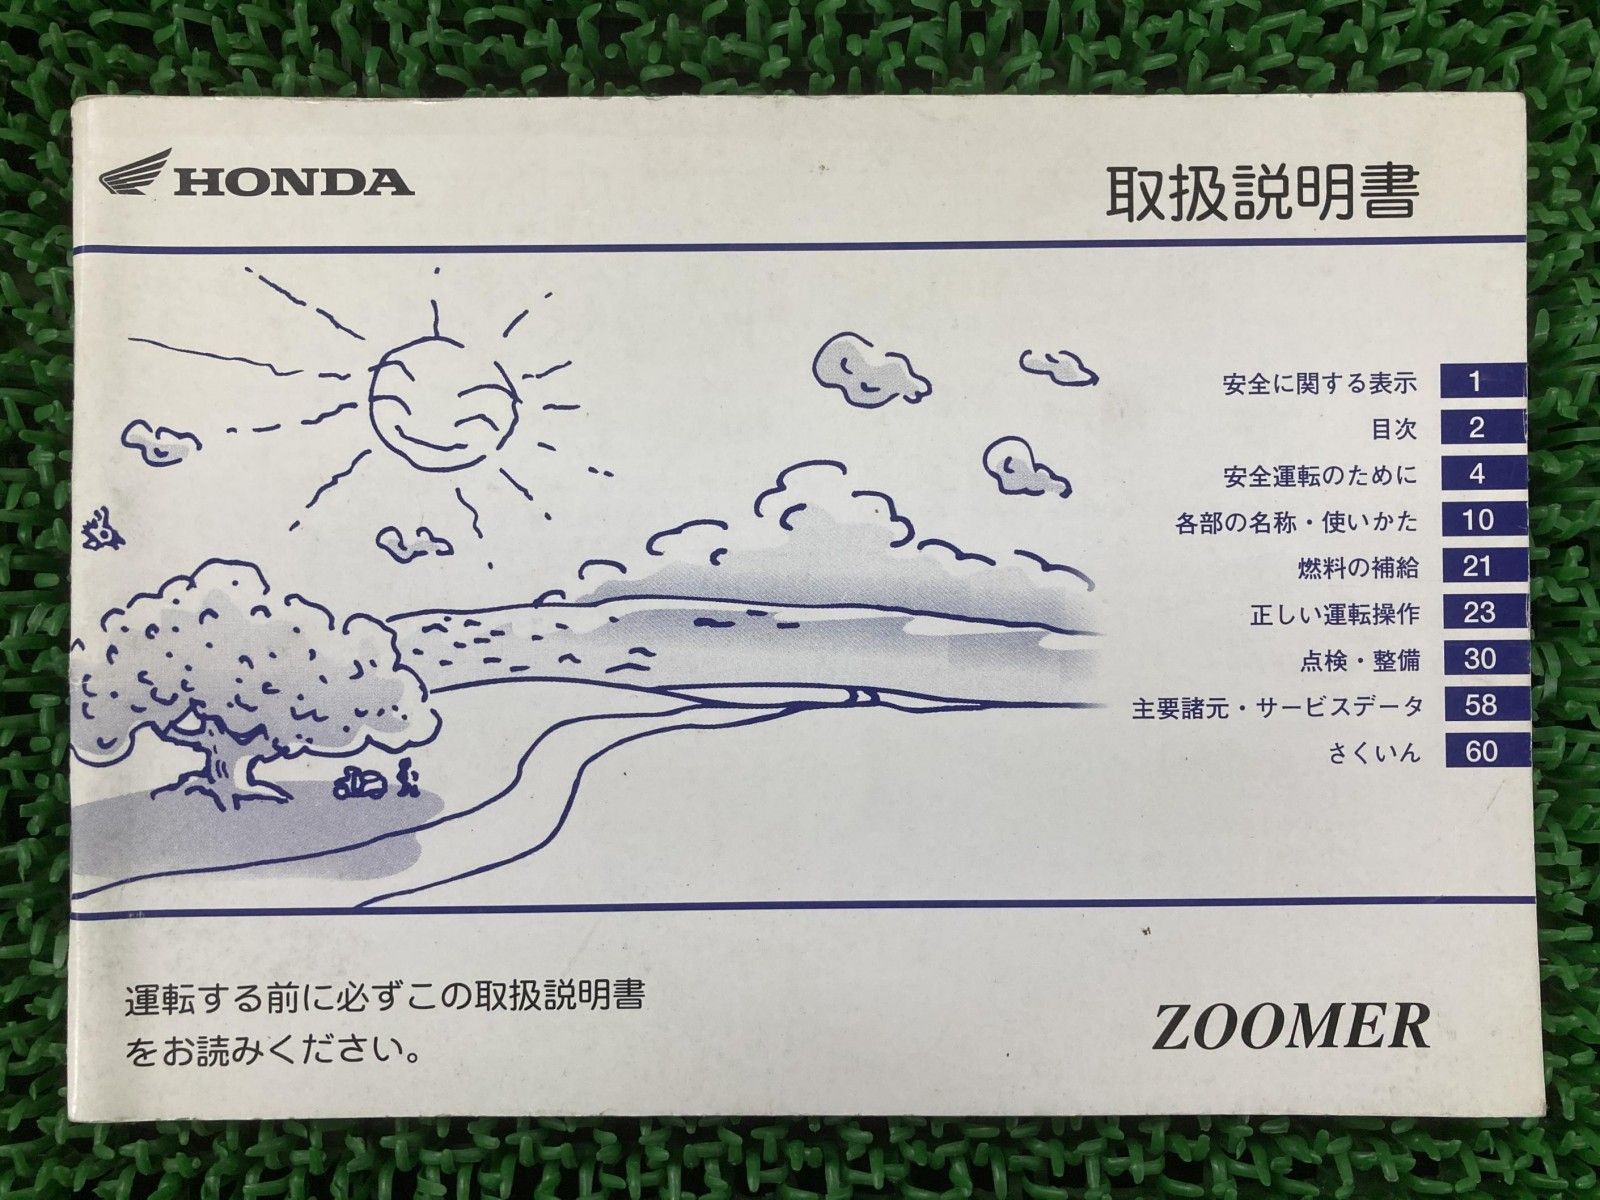 HONDA
取扱説明書
安全に関する表示 1
目次 2
安全運転のために 4
各部の名称・使いかた 10
燃料の補給 21
正しい運転操作 23
点検・整備 30
主要諸元・サービスデータ 58
さくいん 60
運転する前に必ずこの取扱説明書
をお読みください。
ZOOMER